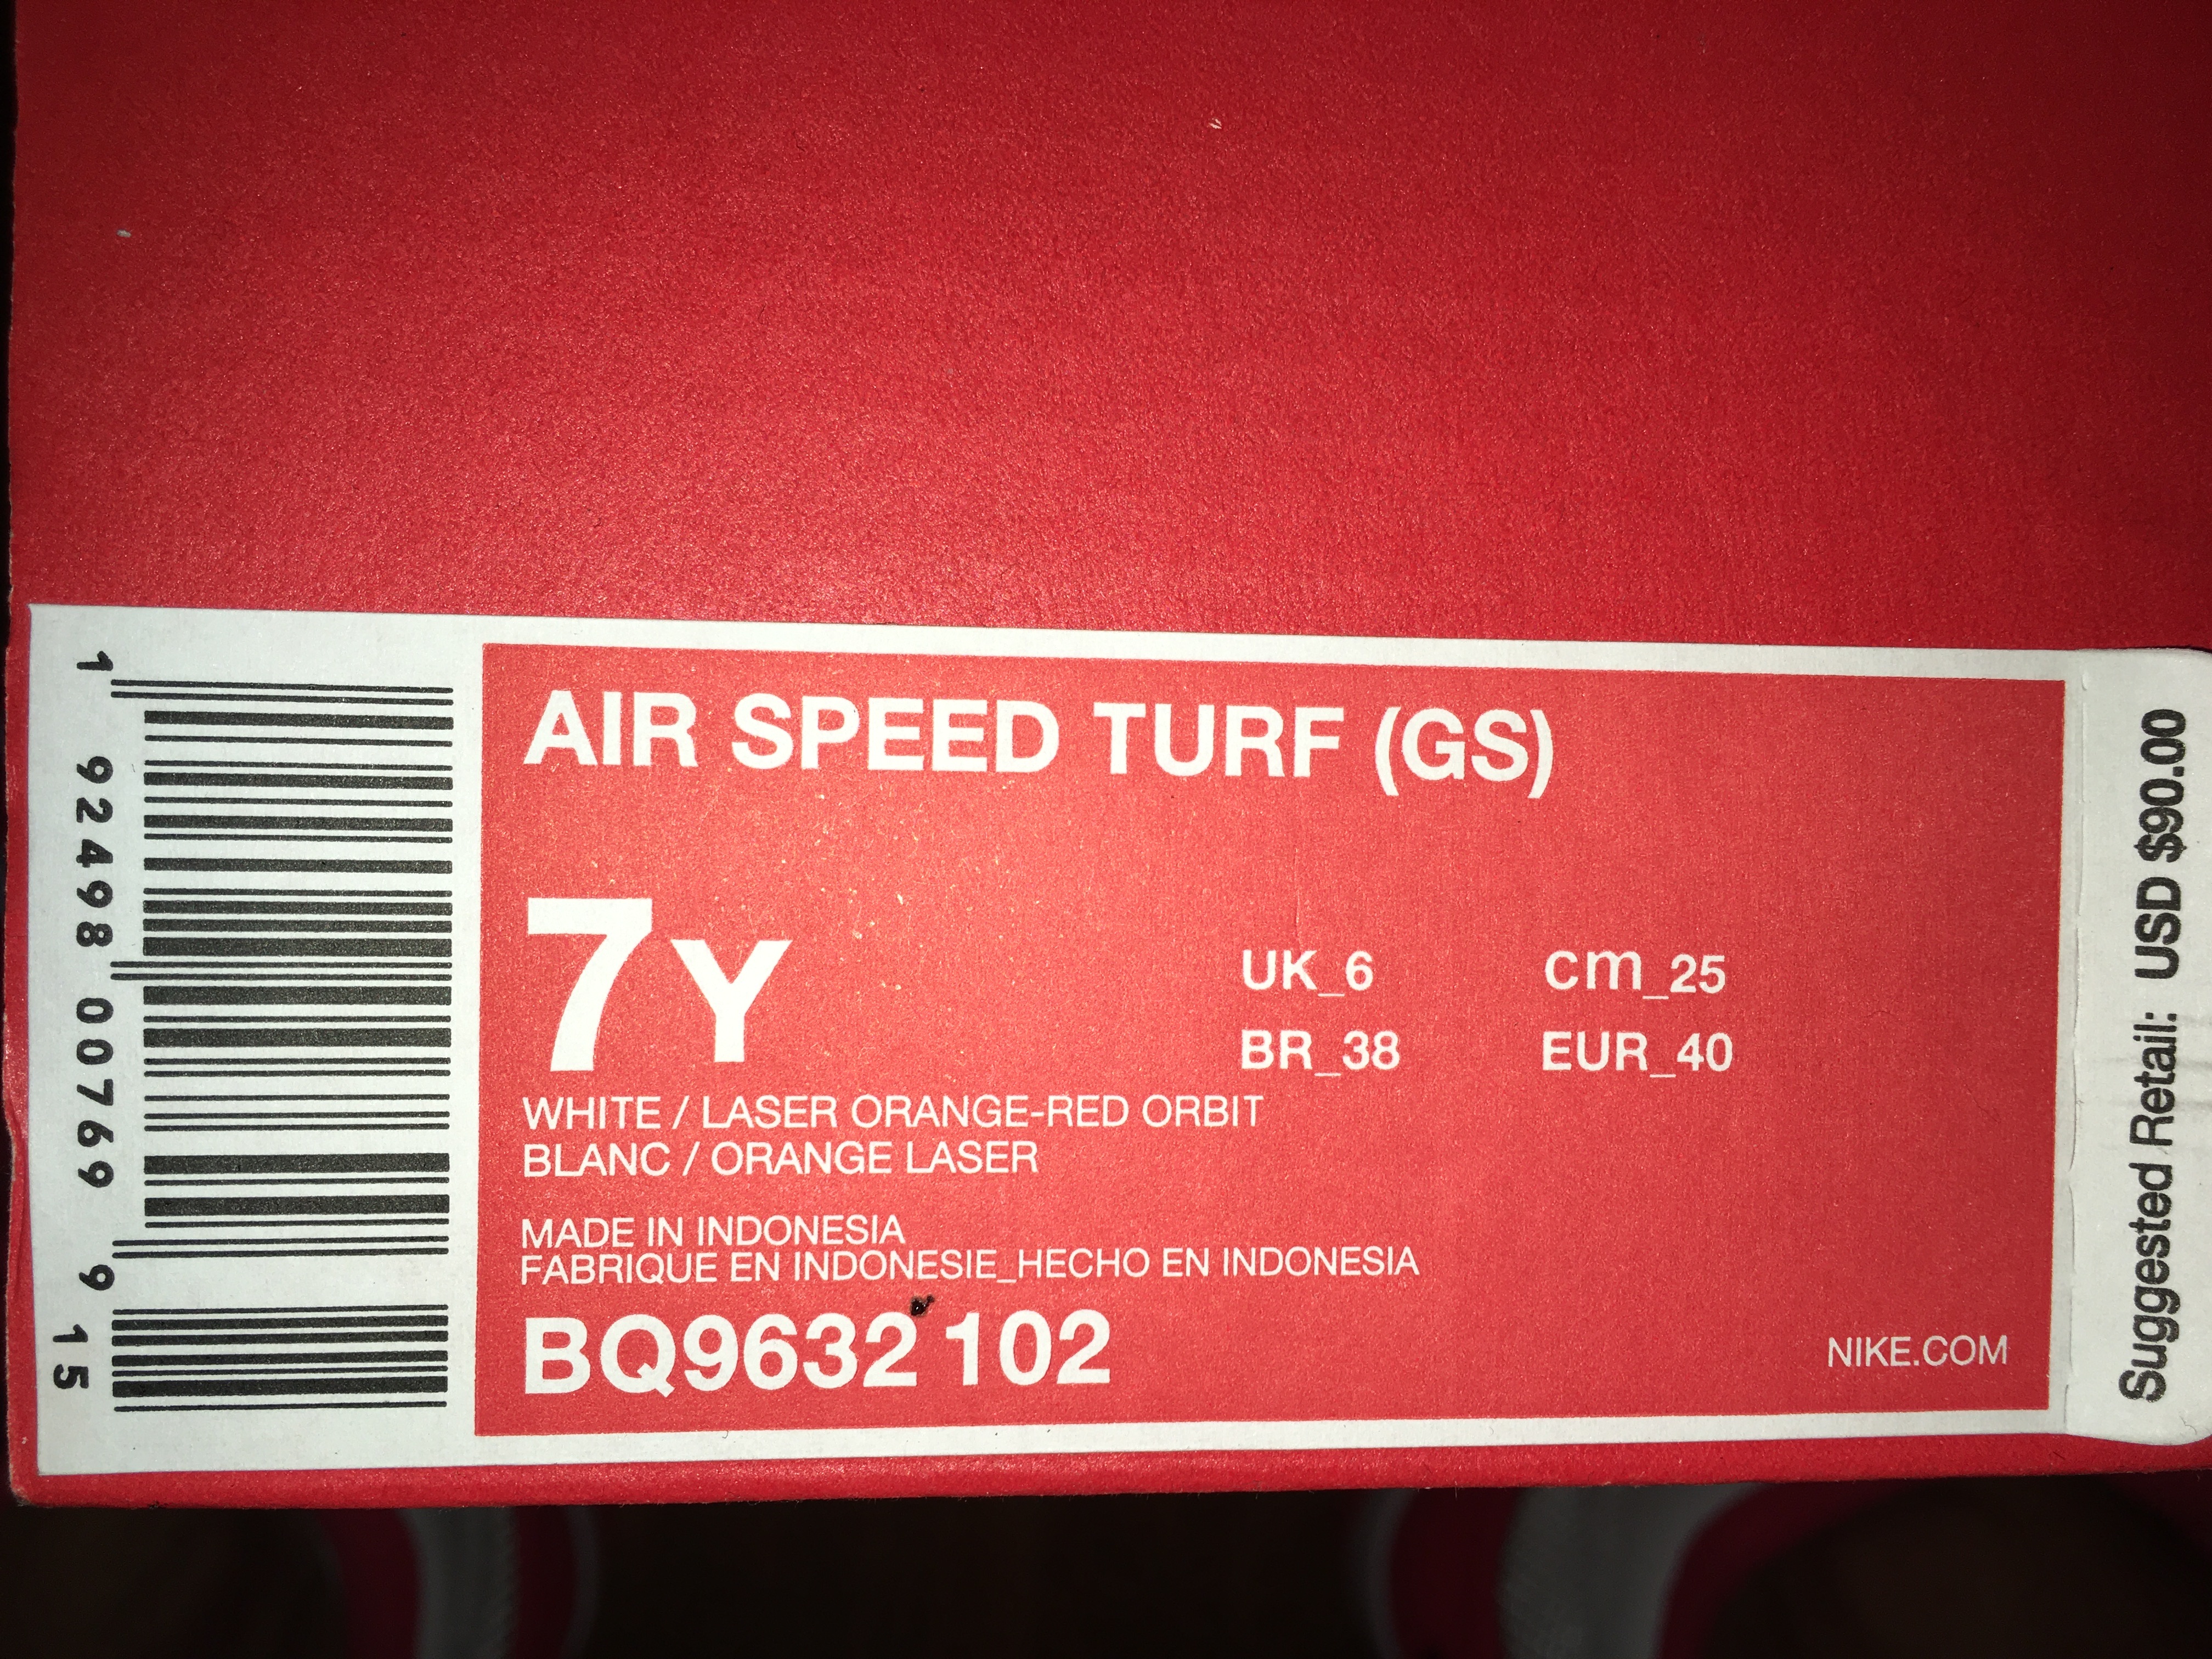 AIR SPEED TURF (GS)
7Y
UK_6 cm_25
BR_38 EUR_40
WHITE / LASER ORANGE-RED ORBIT
BLANC / ORANGE LASER
MADE IN INDONESIA
FABRIQUE EN INDONESIE_HECHO EN INDONESIA
BQ9632 102
NIKE.COM
1 92498 00769 9 15
Suggested Retail: USD $90.00